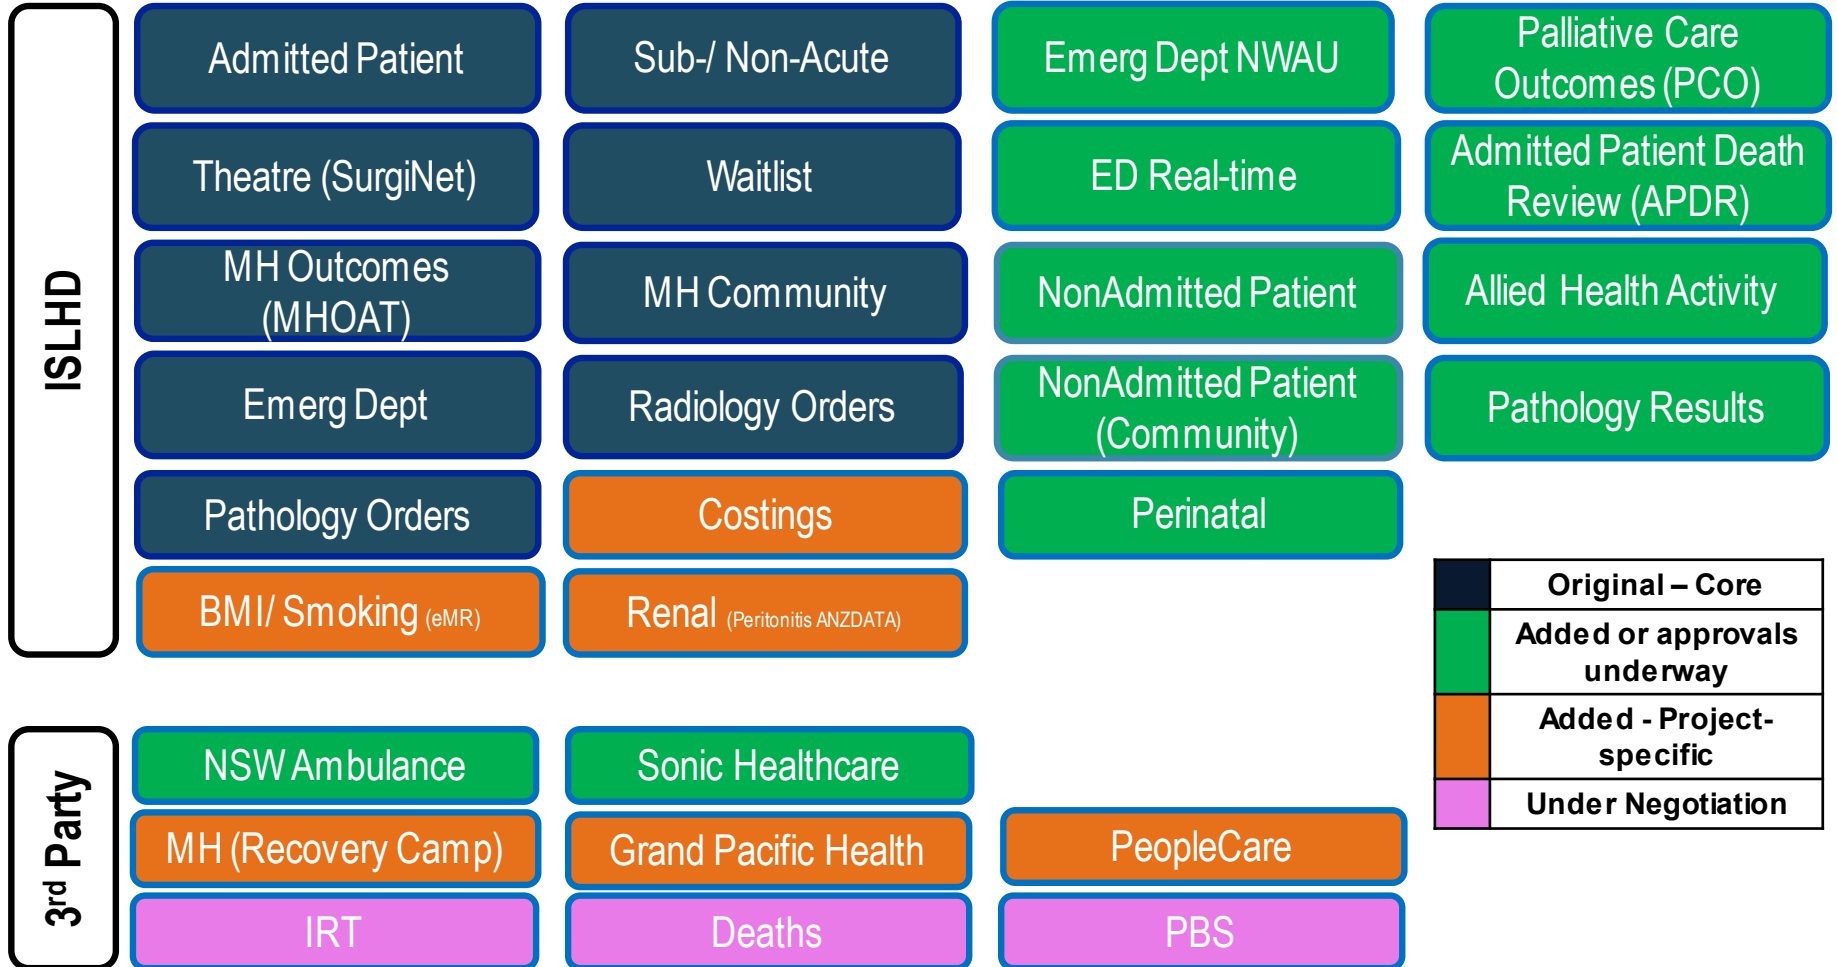 ISLHD
Admitted Patient
Sub-/ Non-Acute
Emerg Dept NWAU
Palliative Care
Outcomes (PCO)
Theatre (SurgiNet)
Waitlist
ED Real-time
Admitted Patient Death
Review (APDR)
MH Outcomes
(MHOAT)
MH Community
NonAdmitted Patient
Allied Health Activity
Emerg Dept
Radiology Orders
NonAdmitted Patient
(Community)
Pathology Results
Pathology Orders
Costings
Perinatal
BMI/ Smoking (eMR)
Renal (Peritonitis ANZDATA)
Original – Core
Added or approvals
underway
Added - Project-
specific
Under Negotiation
3rd Party
NSW Ambulance
Sonic Healthcare
MH (Recovery Camp)
Grand Pacific Health
PeopleCare
IRT
Deaths
PBS